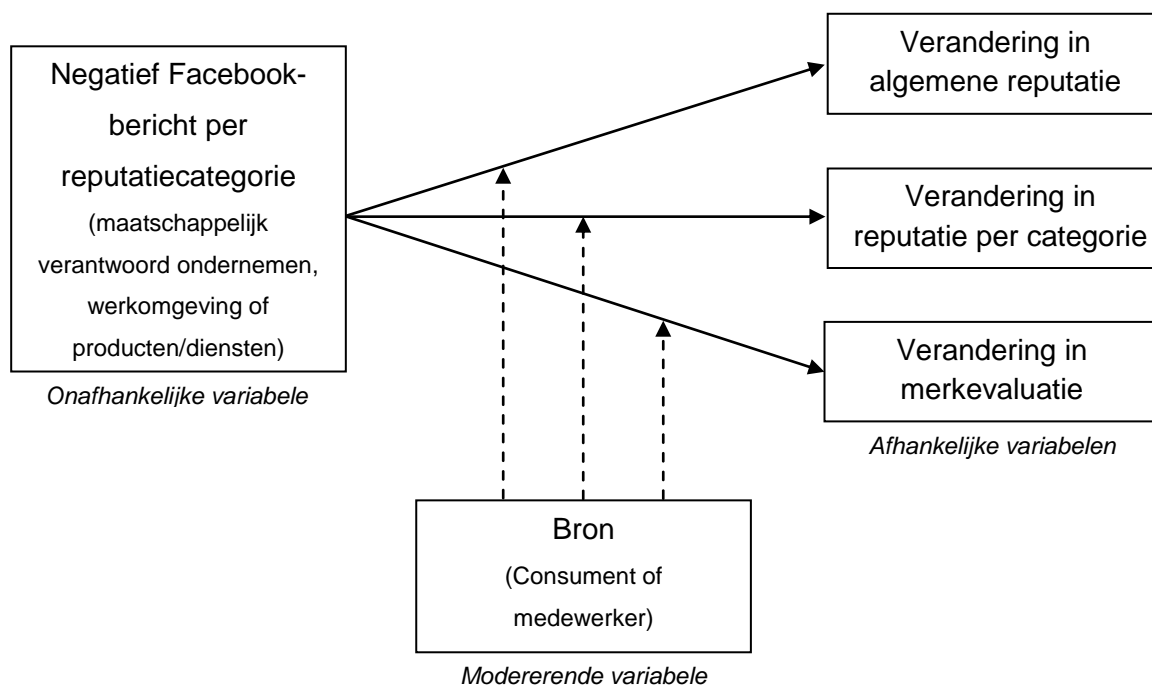 Negatief Facebook-
bericht per
reputatiecategorie
(maatschappelijk
verantwoord ondernemen,
werkomgeving of
producten/diensten)
Onafhankelijke variabele
Verandering in
algemene reputatie
Verandering in
reputatie per categorie
Verandering in
merkevaluatie
Afhankelijke variabelen
Bron
(Consument of
medewerker)
Modererende variabele